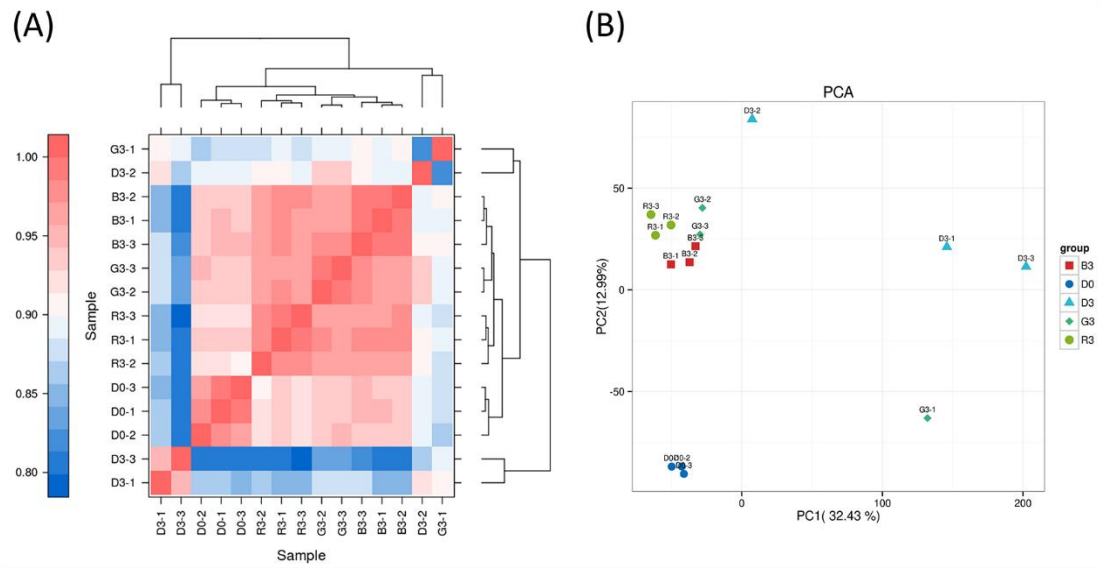 (A)
(B)
1.00
0.95
0.90
0.85
0.80
Sample
G3-1
D3-2
B3-2
B3-1
B3-3
G3-3
G3-2
R3-3
R3-1
R3-2
D0-3
D0-1
D0-2
D3-3
D3-1
D3-1 D3-3 D0-2 D0-1 D0-3 R3-2 R3-1 R3-3 G3-2 G3-3 B3-3 B3-1 B3-2 D3-2 G3-1
Sample
PCA
D3-2
R3-3
G3-2
R3-2
R3-1
G3-3
B3-3
B3-1
B3-2
D3-1
D3-3
G3-1
D0-2
D0-3
50
0
-50
PC2(12.99%)
0 100 200
PC1( 32.43 %)
group
B3
D0
D3
G3
R3